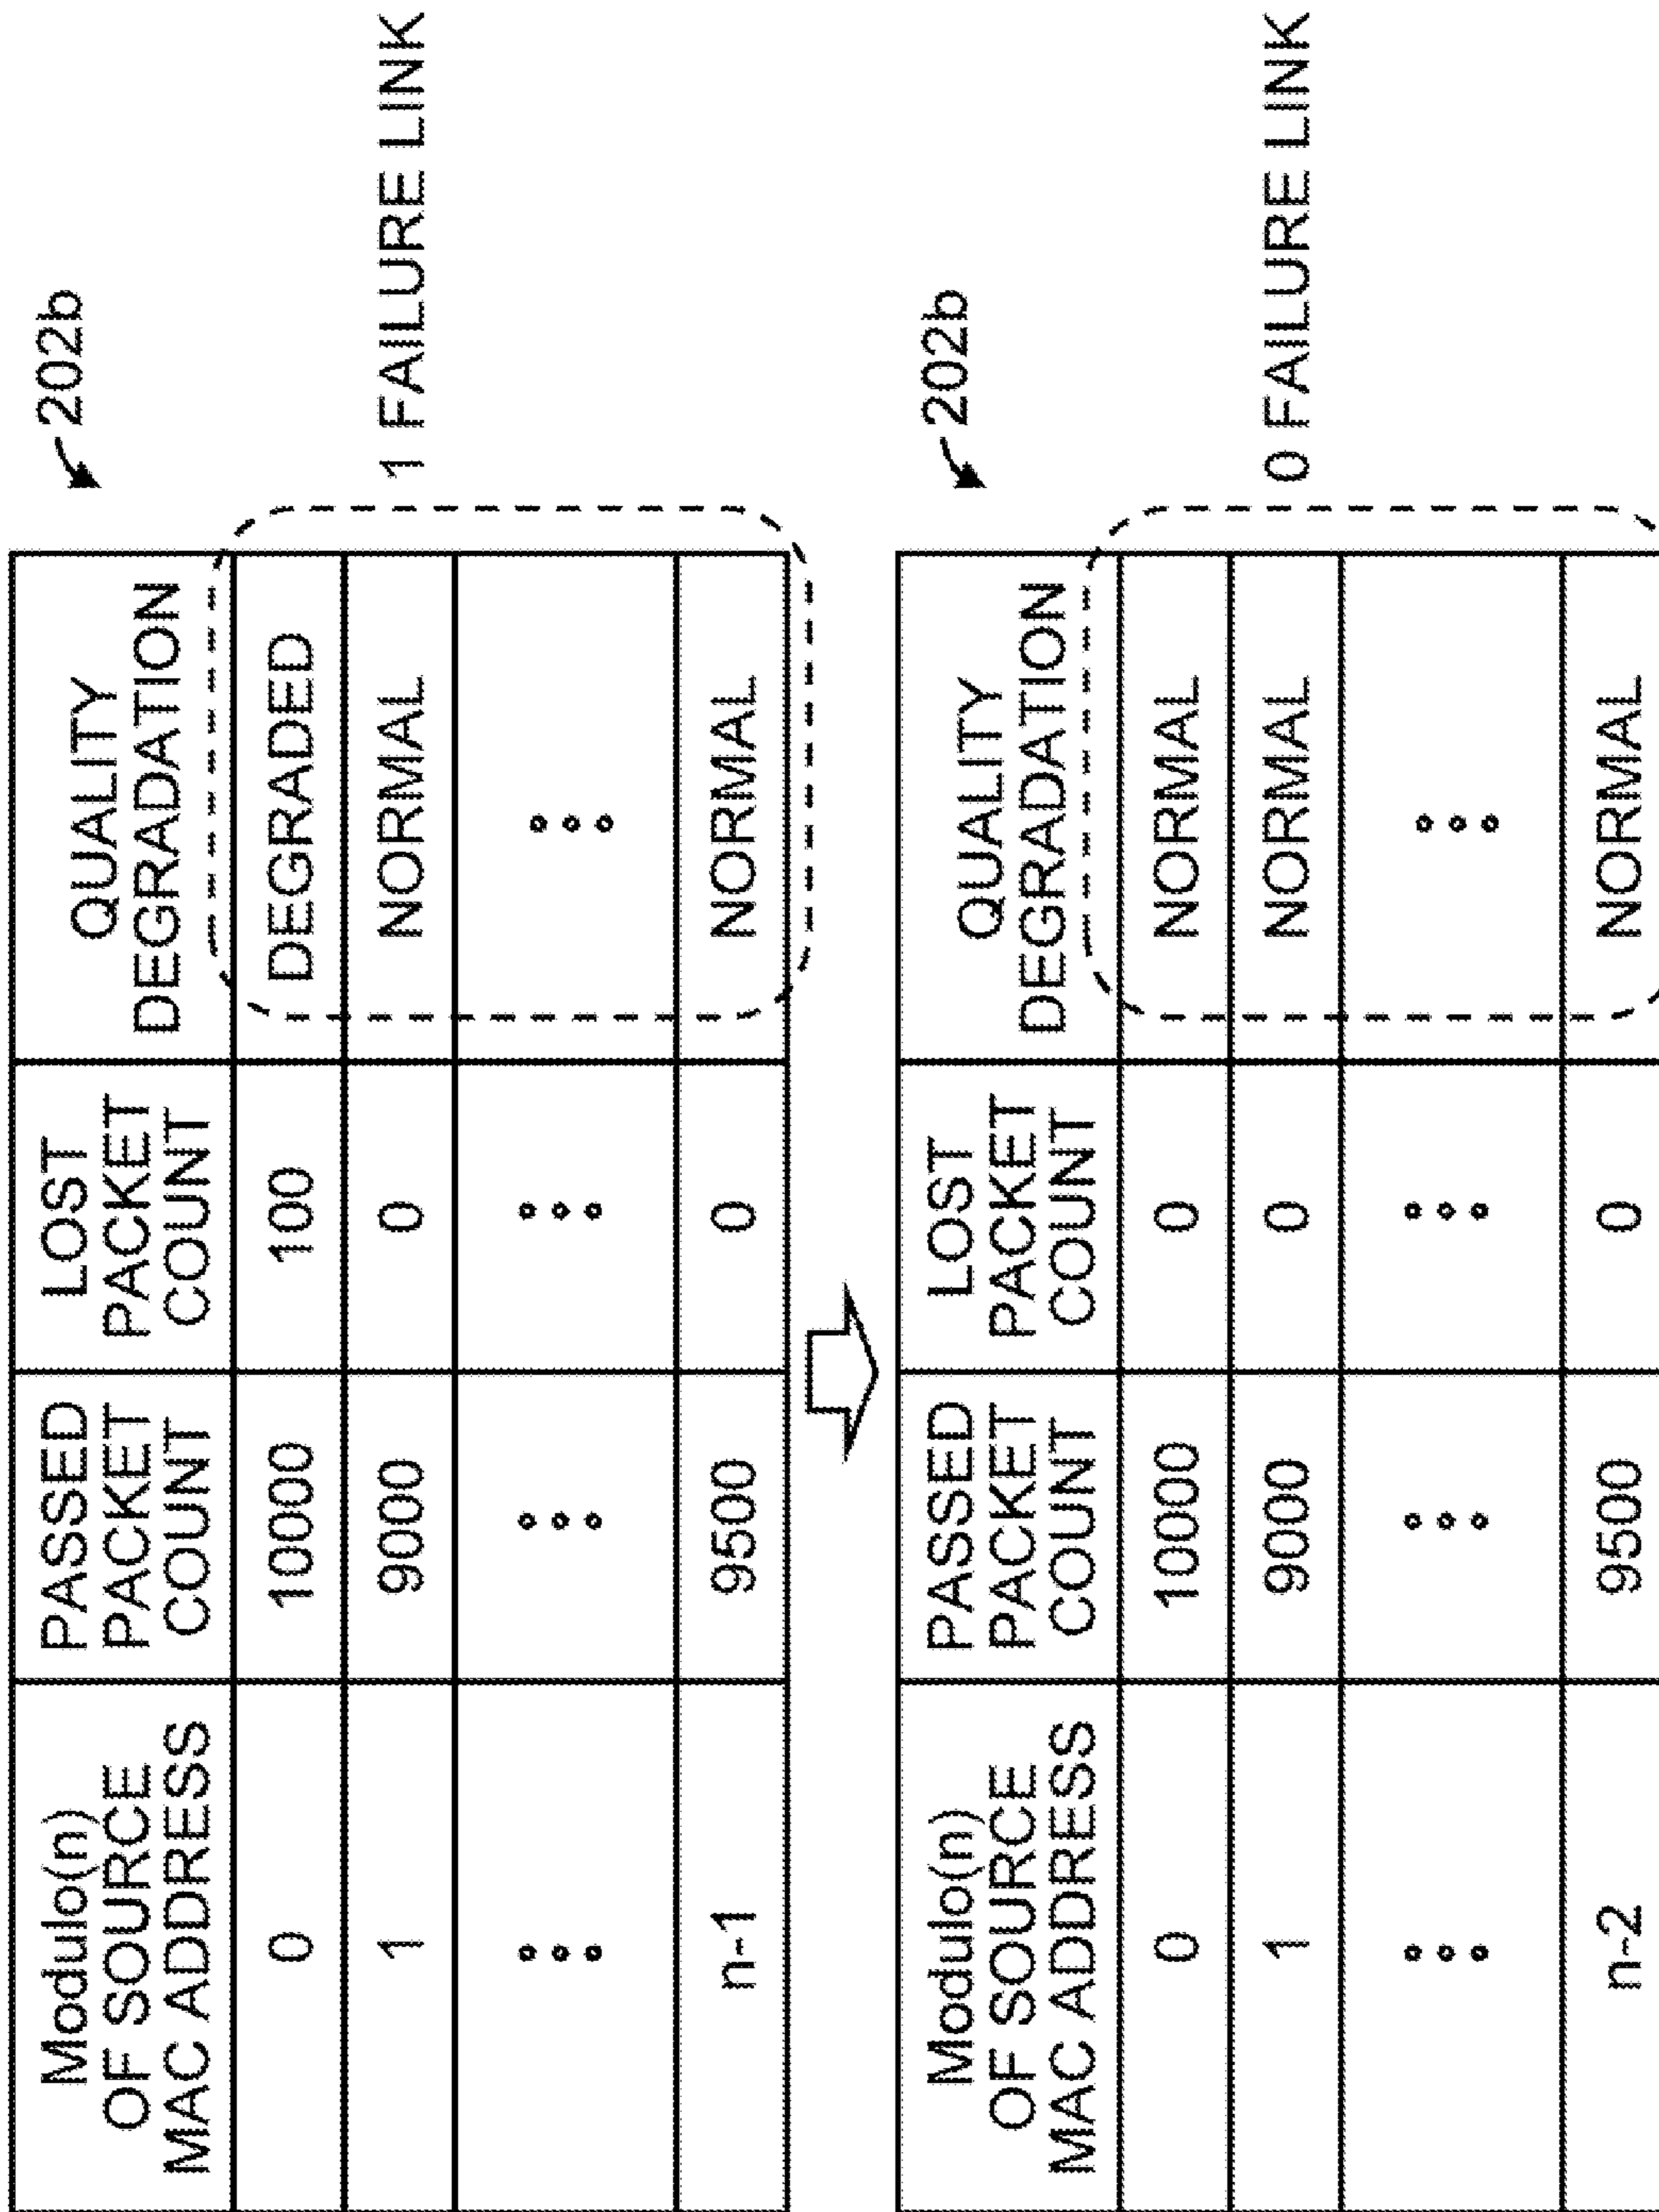 202b
Modulo(n)
OF SOURCE
MAC ADDRESS
PASSED
PACKET
COUNT
LOST
PACKET
COUNT
QUALITY
DEGRADATION
0 10000 100 DEGRADED
1 9000 0 NORMAL
n-1 9500 0 NORMAL
1 FAILURE LINK
202b
Modulo(n)
OF SOURCE
MAC ADDRESS
PASSED
PACKET
COUNT
LOST
PACKET
COUNT
QUALITY
DEGRADATION
0 10000 0 NORMAL
1 9000 0 NORMAL
n-2 9500 0 NORMAL
0 FAILURE LINK